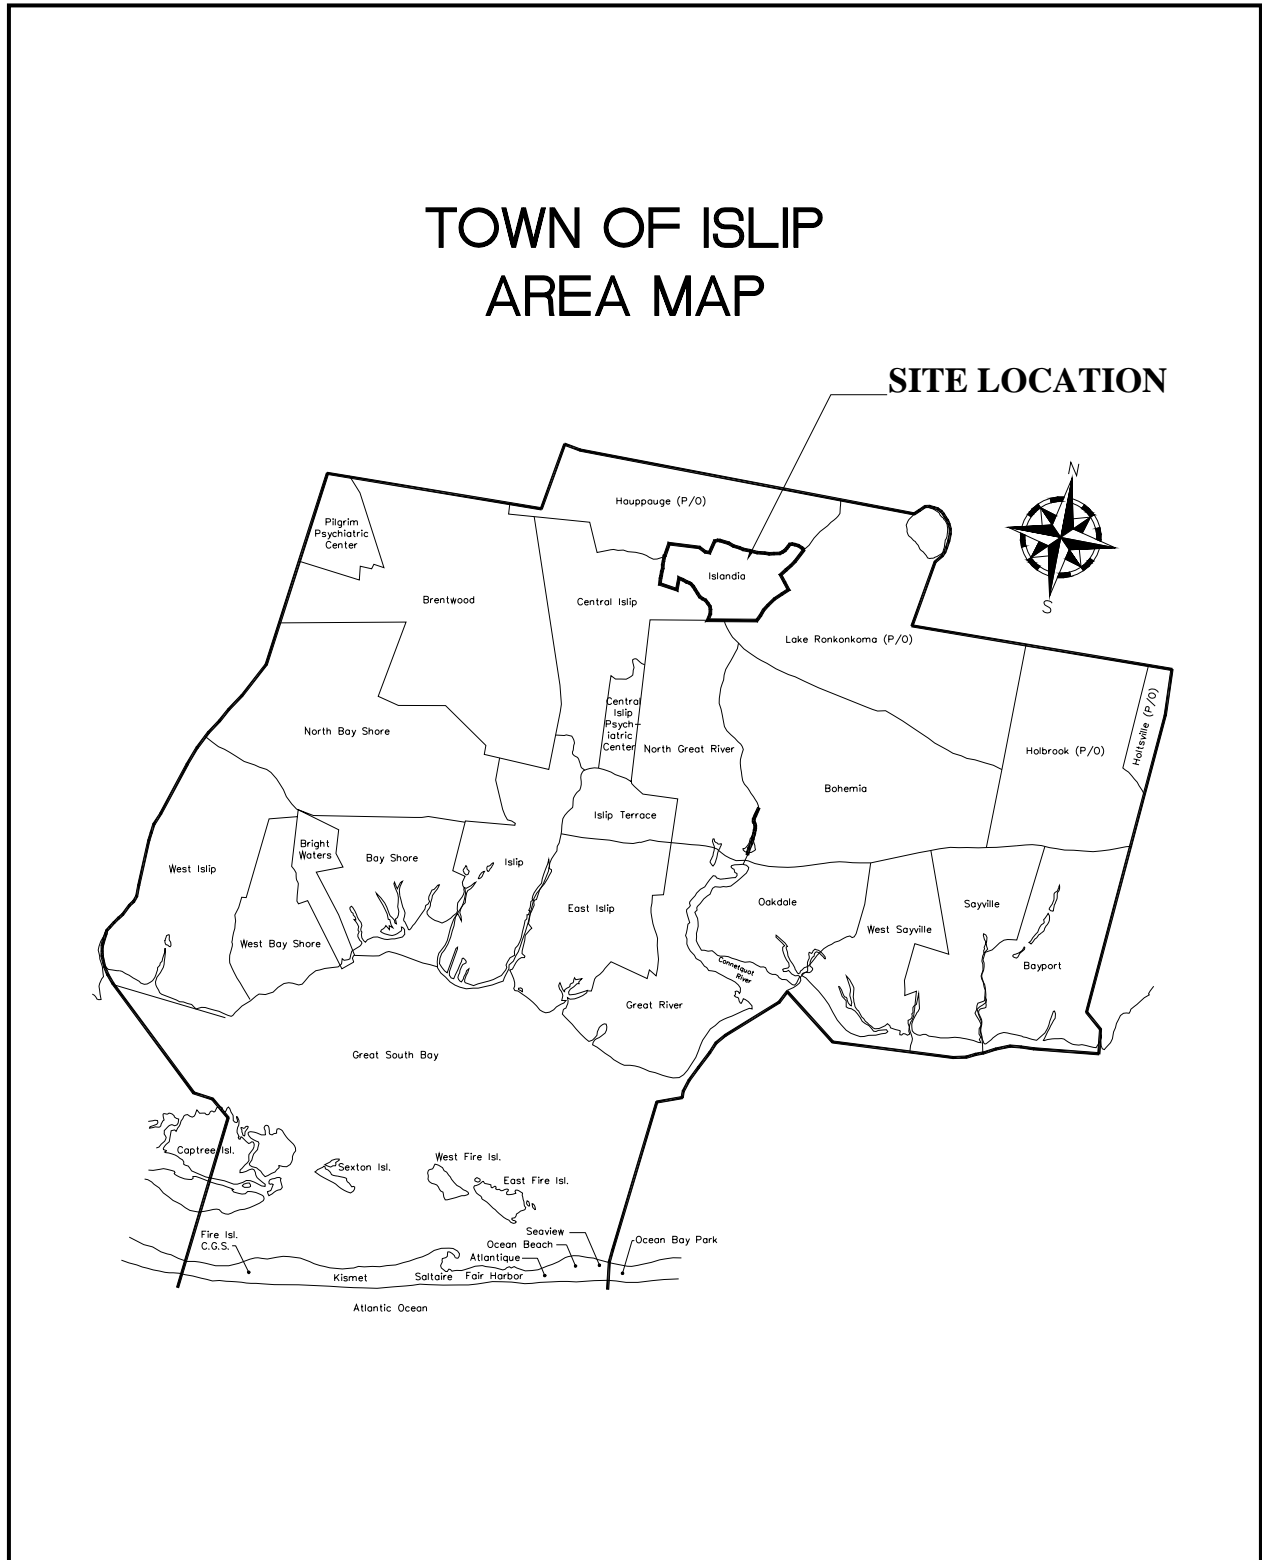 TOWN OF ISLIP
AREA MAP
SITE LOCATION
N
S
Hauppauge (P/O)
Pilgrim
Psychiatric
Center
Islandia
Brentwood
Central Islip
Lake Ronkonkoma (P/O)
Central
Islip
Psych-
iatric
Center
Holtsville (P/O)
North Bay Shore
North Great River
Holbrook (P/O)
Bohemia
Islip Terrace
Bright
Waters
Bay Shore
Islip
West Islip
East Islip
Oakdale
Sayville
West Sayville
West Bay Shore
Connetquot
River
Bayport
Great River
Great South Bay
Captree Isl.
Sexton Isl.
West Fire Isl.
East Fire Isl.
Fire Isl.
C.G.S.
Seaview
Ocean Beach
Atlantique
Ocean Bay Park
Kismet
Saltaire
Fair Harbor
Atlantic Ocean